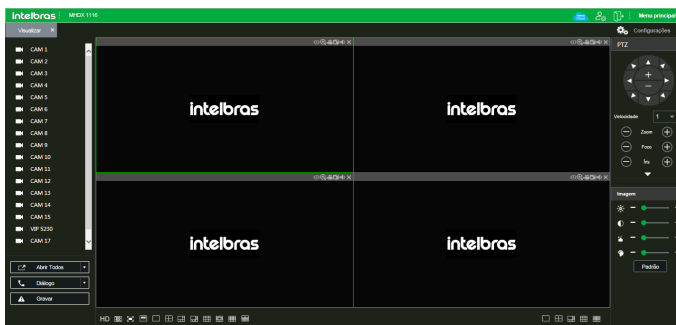 intelbras MHDX 1116 Menu principal
Visualizar × Configurações
PTZ
CAM 1
CAM 2
CAM 3
CAM 4
CAM 5
CAM 6
CAM 7
CAM 8
CAM 9
CAM 10
CAM 11
CAM 12
CAM 13
CAM 14
CAM 15
VIP 5230
CAM 17
Abrir Todos
Diálogo
Gravar
intelbras
intelbras
intelbras
intelbras
HD
Velocidade 1
Zoom
Foco
Íris
Imagem
Padrão